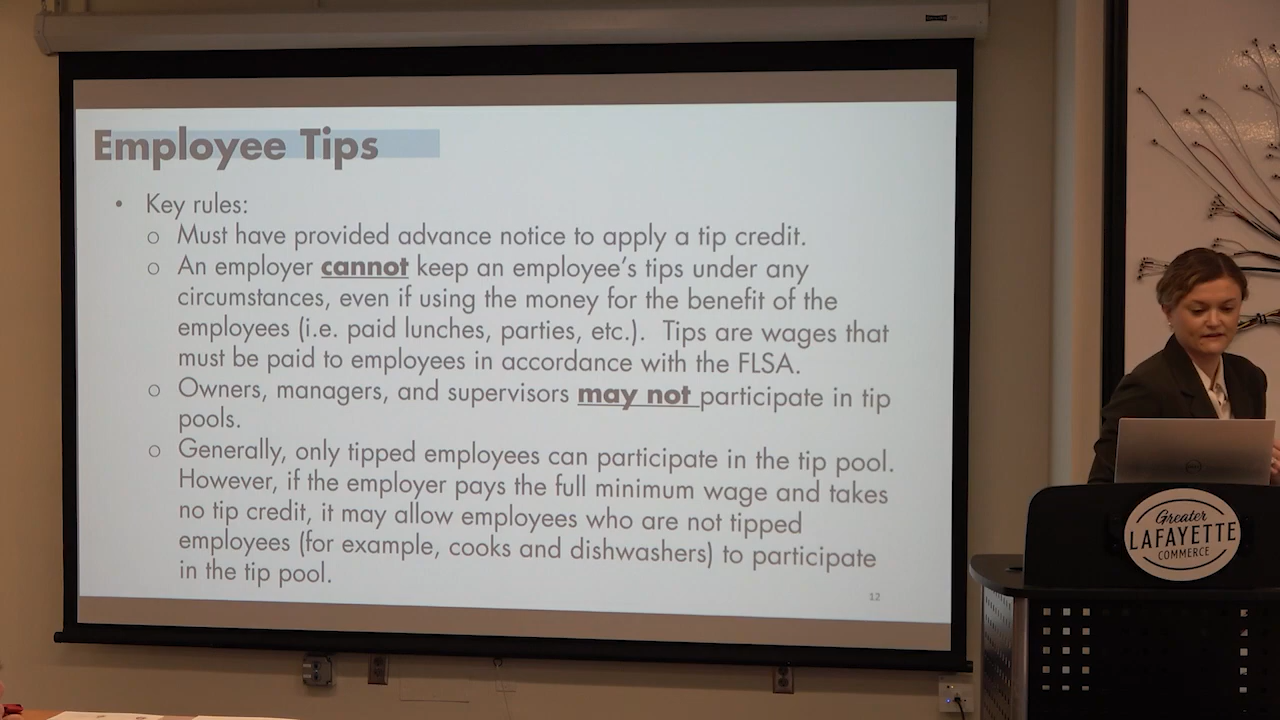 Employee Tips
• Key rules:
o Must have provided advance notice to apply a tip credit.
o An employer cannot keep an employee's tips under any
circumstances, even if using the money for the benefit of the
employees (i.e. paid lunches, parties, etc.). Tips are wages that
must be paid to employees in accordance with the FLSA.
o Owners, managers, and supervisors may not participate in tip
pools.
o Generally, only tipped employees can participate in the tip pool.
However, if the employer pays the full minimum wage and takes
no tip credit, it may allow employees who are not tipped
employees (for example, cooks and dishwashers) to participate
in the tip pool.
12
Greater
LAFAYETTE
COMMERCE